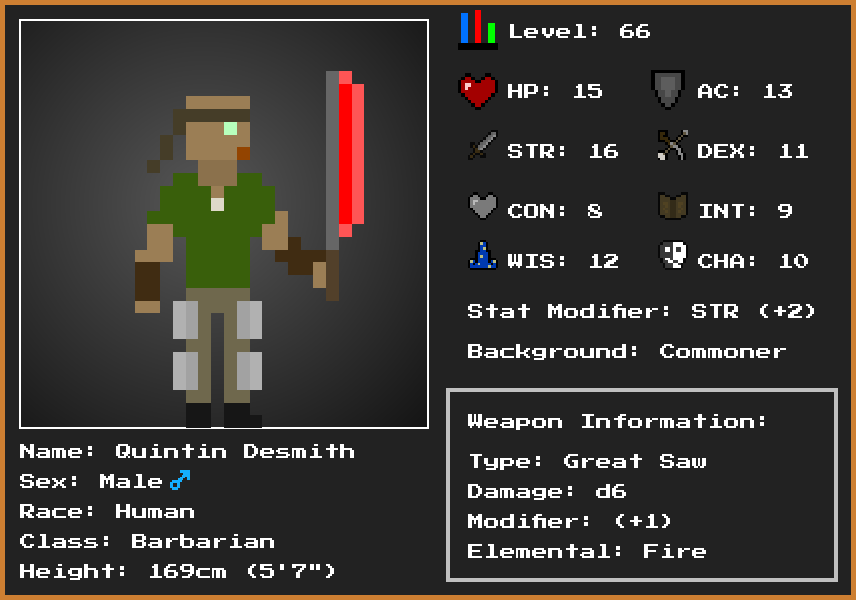 Level: 66
HP: 15 AC: 13
STR: 16 DEX: 11
CON: 8 INT: 9
WIS: 12 CHA: 10
Stat Modifier: STR (+2)
Background: Commoner
Name: Quintin Desmith
Sex: Male♂
Race: Human
Class: Barbarian
Height: 169cm (5'7")
Weapon Information:
Type: Great Saw
Damage: d6
Modifier: (+1)
Elemental: Fire